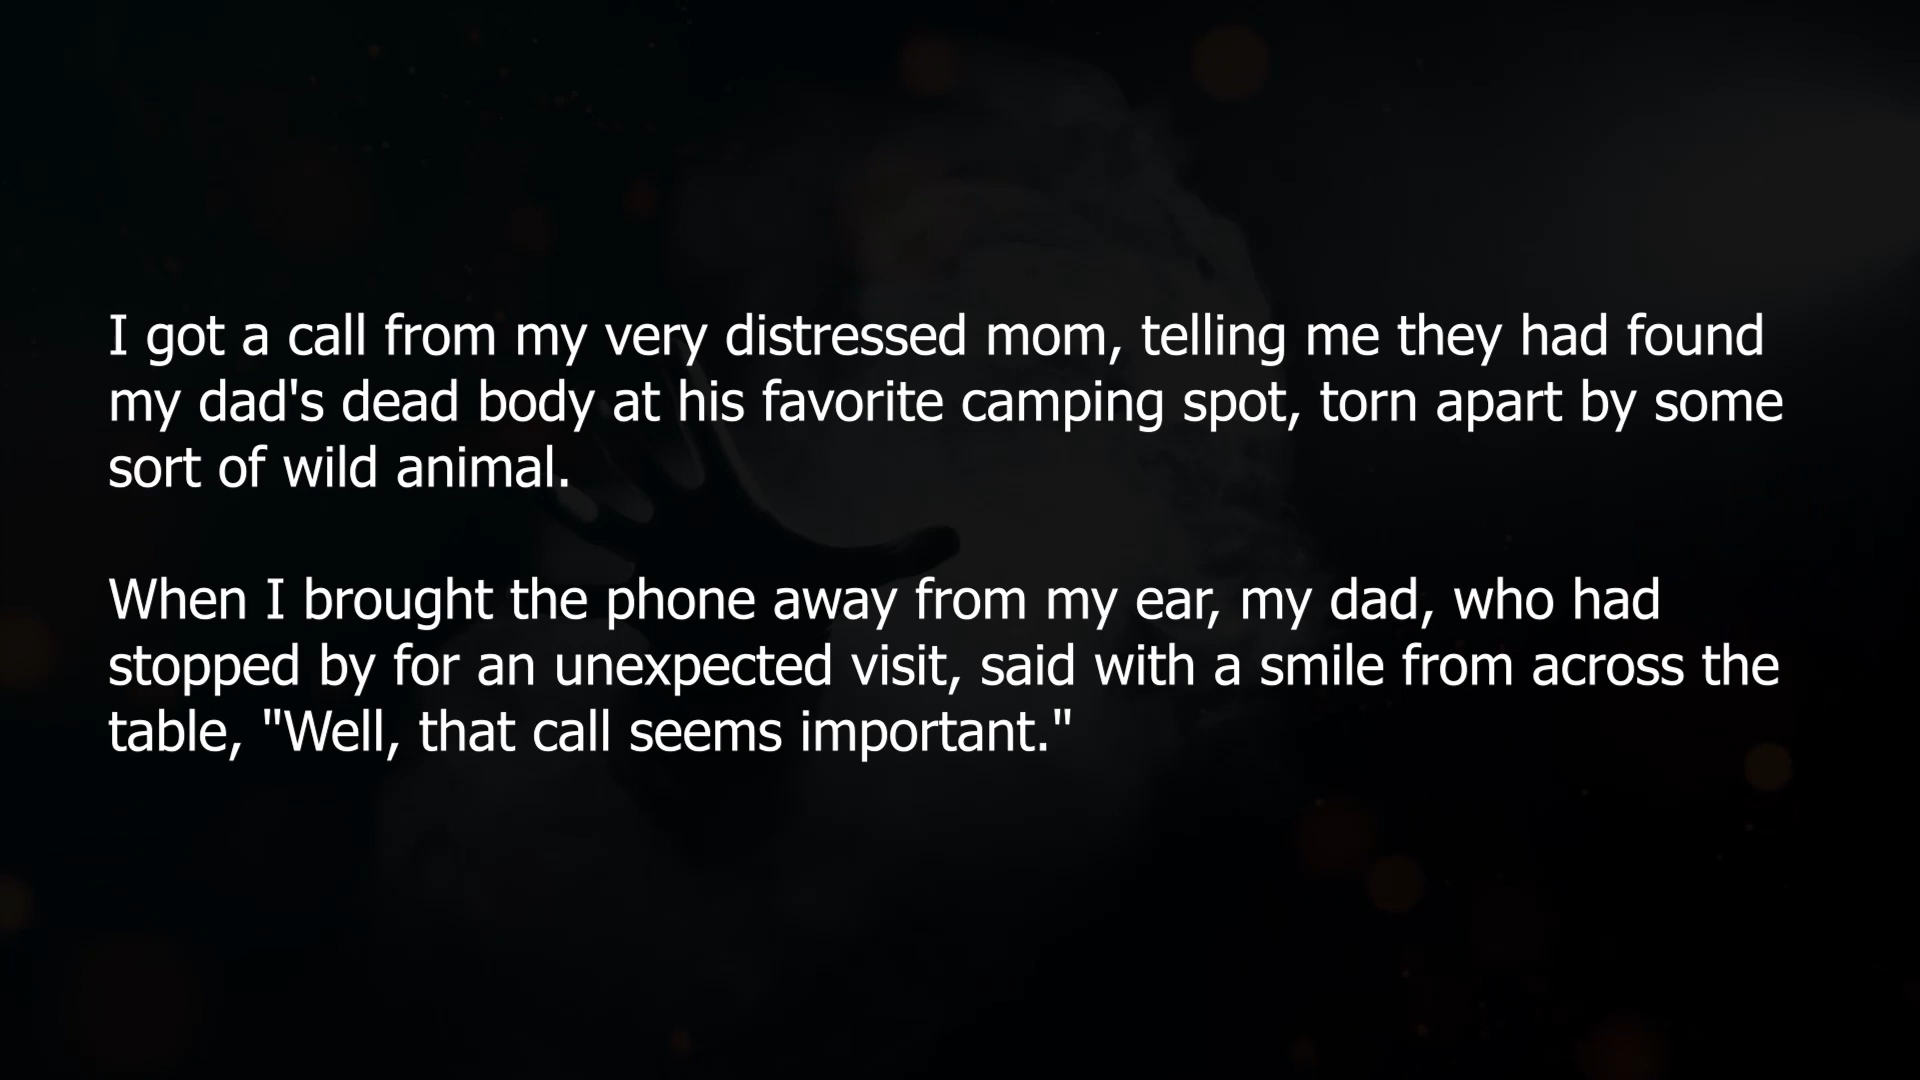 I got a call from my very distressed mom, telling me they had found
my dad's dead body at his favorite camping spot, torn apart by some
sort of wild animal.
When I brought the phone away from my ear, my dad, who had
stopped by for an unexpected visit, said with a smile from across the
table, "Well, that call seems important."